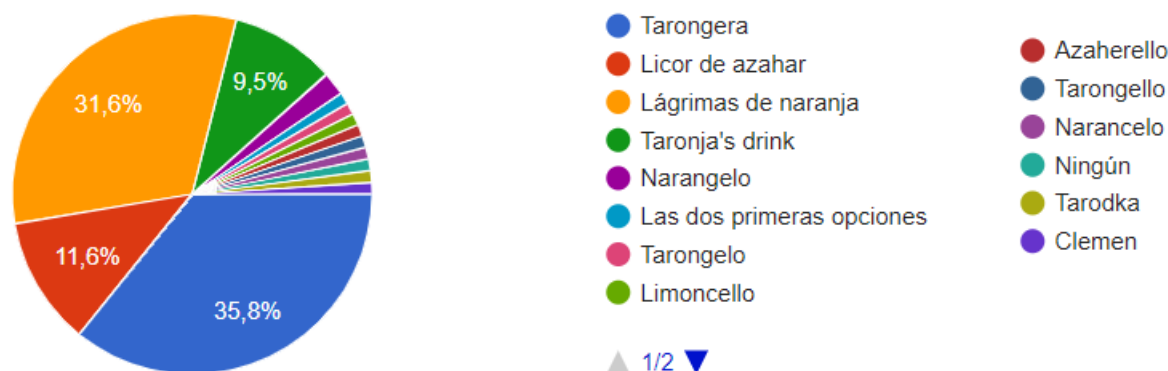 35,8%
11,6%
31,6%
9,5%
Tarongera
Licor de azahar
Lágrimas de naranja
Taronja's drink
Narangelo
Las dos primeras opciones
Tarongelo
Limoncello
1/2
Azaherello
Tarongello
Narancelo
Ningún
Tarodka
Clemen